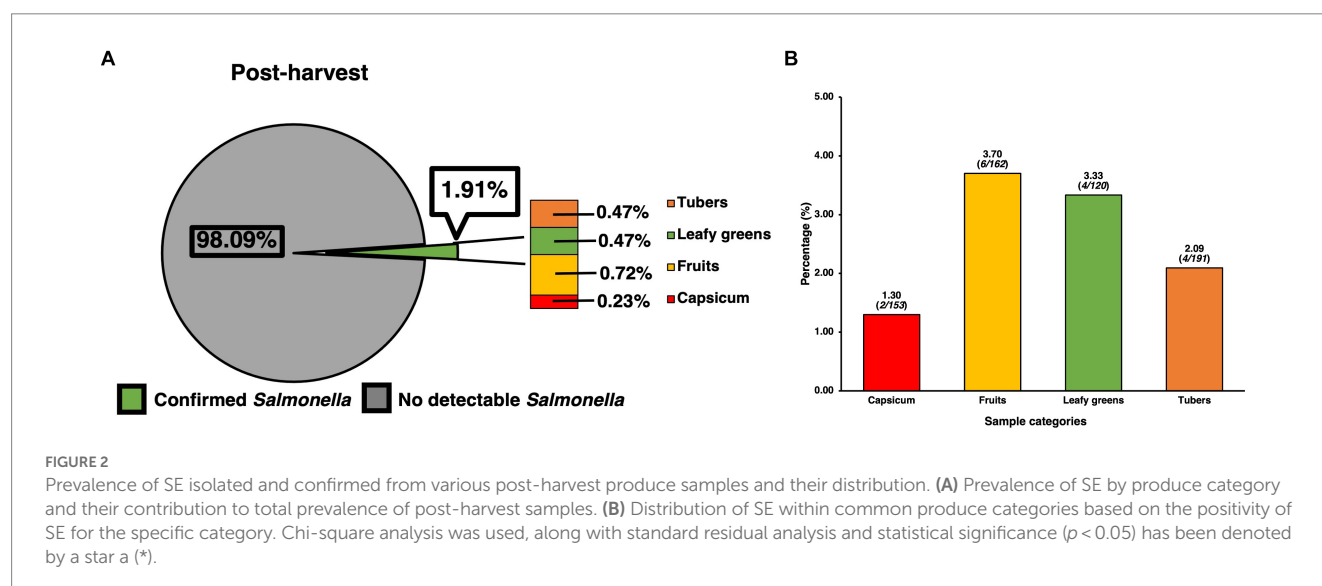 A
Post-harvest
98.09%
1.91%
0.47%
0.47%
0.72%
0.23%
Tubers
Leafy greens
Fruits
Capsicum
Confirmed Salmonella
No detectable Salmonella
B
Percentage (%)
5.00
4.00
3.00
2.00
1.00
0.00
1.30
(2/153)
3.70
(6/162)
3.33
(4/120)
2.09
(4/191)
Capsicum
Fruits
Leafy greens
Tubers
Sample categories
FIGURE 2
Prevalence of SE isolated and confirmed from various post-harvest produce samples and their distribution. (A) Prevalence of SE by produce category
and their contribution to total prevalence of post-harvest samples. (B) Distribution of SE within common produce categories based on the positivity of
SE for the specific category. Chi-square analysis was used, along with standard residual analysis and statistical significance (p < 0.05) has been denoted
by a star a (*).